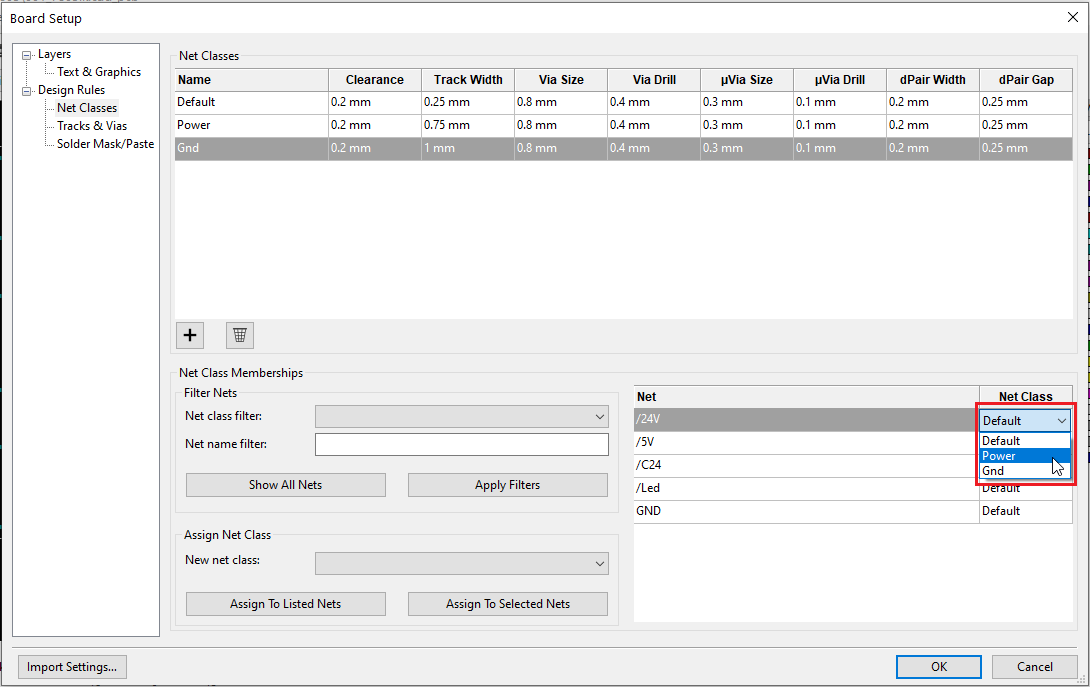 Board Setup
Layers
Text & Graphics
Design Rules
Net Classes
Tracks & Vias
Solder Mask/Paste
Net Classes
Name Clearance Track Width Via Size Via Drill µVia Size µVia Drill dPair Width dPair Gap
Default 0.2 mm 0.25 mm 0.8 mm 0.4 mm 0.3 mm 0.1 mm 0.2 mm 0.25 mm
Power 0.2 mm 0.75 mm 0.8 mm 0.4 mm 0.3 mm 0.1 mm 0.2 mm 0.25 mm
Gnd 0.2 mm 1 mm 0.8 mm 0.4 mm 0.3 mm 0.1 mm 0.2 mm 0.25 mm
Net Class Memberships
Filter Nets
Net class filter:
Net name filter:
Show All Nets Apply Filters
Assign Net Class
New net class:
Assign To Listed Nets Assign To Selected Nets
Net Net Class
/24V Default
Default
/5V
Power
/C24
Gnd
/Led Default
GND Default
Import Settings... OK Cancel